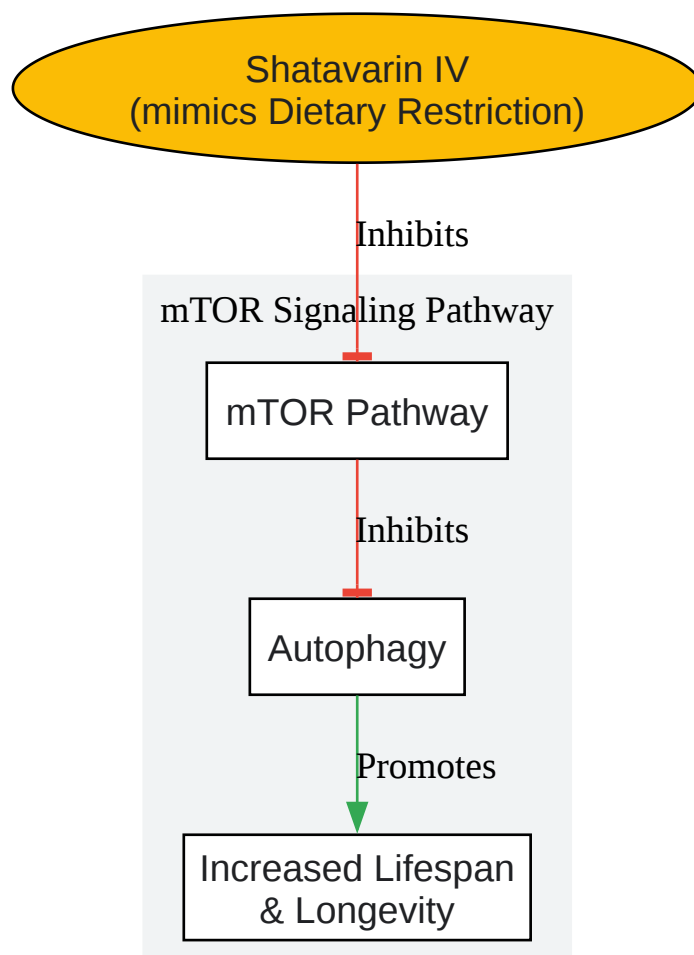 Shatavarin IV
(mimics Dietary Restriction)
Inhibits
mTOR Signaling Pathway
mTOR Pathway
Inhibits
Autophagy
Promotes
Increased Lifespan
& Longevity